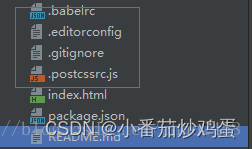 .babelrc
.editorconfig
.gitignore
.postcssrc.js
index.html
package.json
CSDN @小番茄炒鸡蛋
README.md